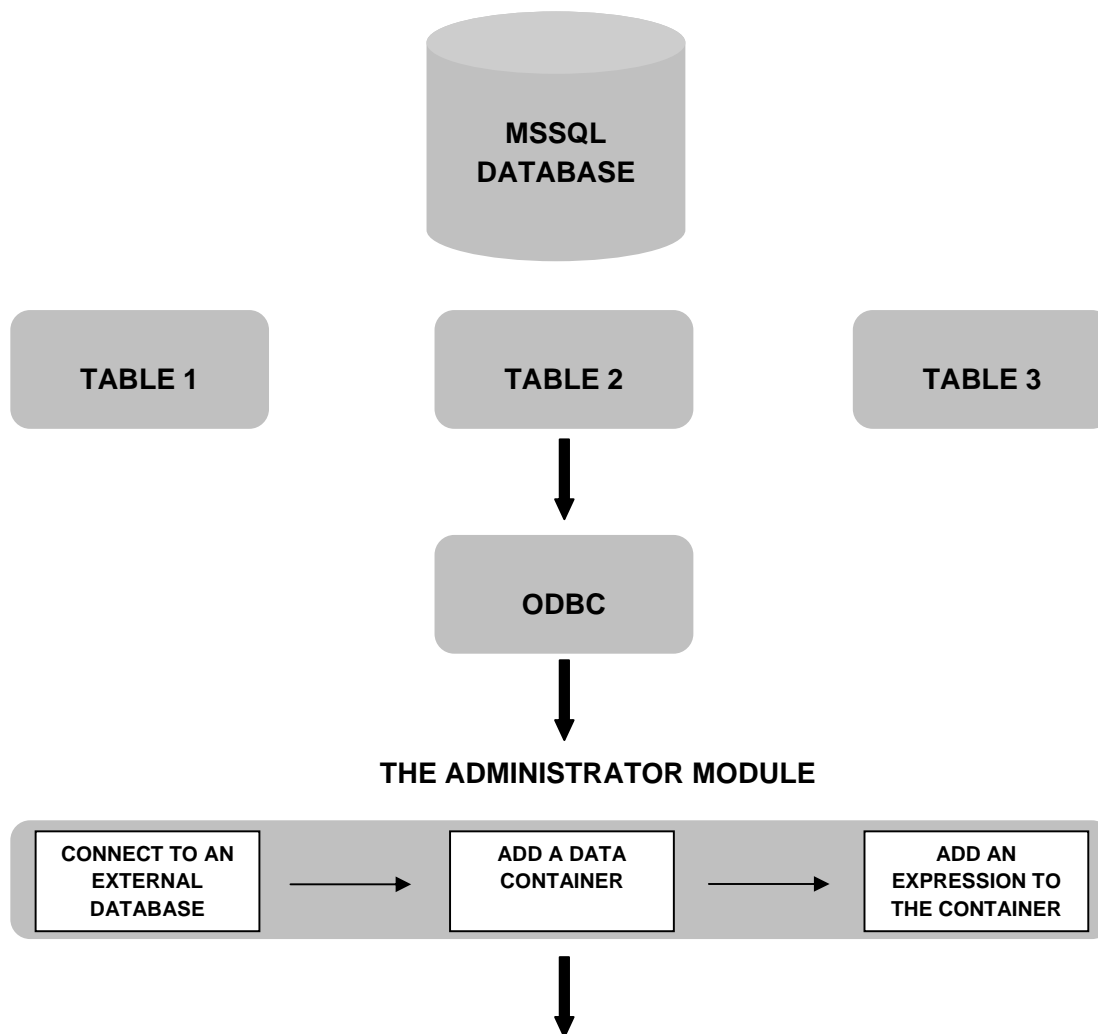 MSSQL
DATABASE
TABLE 1
TABLE 2
TABLE 3
ODBC
THE ADMINISTRATOR MODULE
CONNECT TO AN
EXTERNAL
DATABASE
ADD A DATA
CONTAINER
ADD AN
EXPRESSION TO
THE CONTAINER